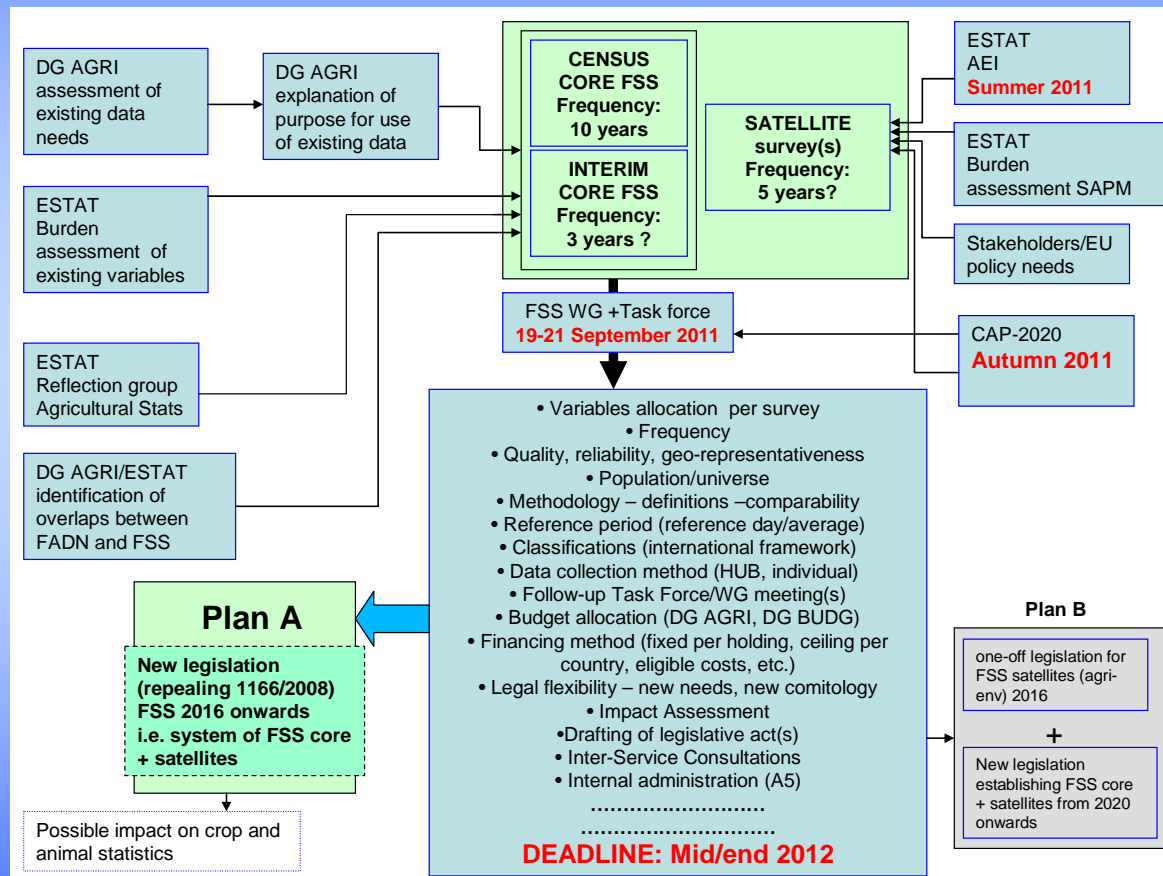 DG AGRI
assessment of
existing data
needs
DG AGRI
explanation of
purpose for use
of existing data
CENSUS
CORE FSS
Frequency:
10 years
INTERIM
CORE FSS
Frequency:
3 years ?
SATELLITE
survey(s)
Frequency:
5 years?
ESTAT
AEI
Summer 2011
ESTAT
Burden
assessment SAPM
Stakeholders/EU
policy needs
CAP-2020
Autumn 2011
ESTAT
Burden
assessment of
existing variables
ESTAT
Reflection group
Agricultural Stats
DG AGRI/ESTAT
identification of
overlaps between
FADN and FSS
FSS WG +Task force
19-21 September 2011
• Variables allocation per survey
• Frequency
• Quality, reliability, geo-representativeness
• Population/universe
• Methodology – definitions –comparability
• Reference period (reference day/average)
• Classifications (international framework)
• Data collection method (HUB, individual)
• Follow-up Task Force/WG meeting(s)
• Budget allocation (DG AGRI, DG BUDG)
• Financing method (fixed per holding, ceiling per
country, eligible costs, etc.)
• Legal flexibility – new needs, new comitology
• Impact Assessment
•Drafting of legislative act(s)
• Inter-Service Consultations
• Internal administration (A5)
............................
............................
DEADLINE: Mid/end 2012
Plan A
New legislation
(repealing 1166/2008)
FSS 2016 onwards
i.e. system of FSS core
+ satellites
Possible impact on crop and
animal statistics
Plan B
one-off legislation for
FSS satellites (agri-
env) 2016
+
New legislation
establishing FSS core
+ satellites from 2020
onwards